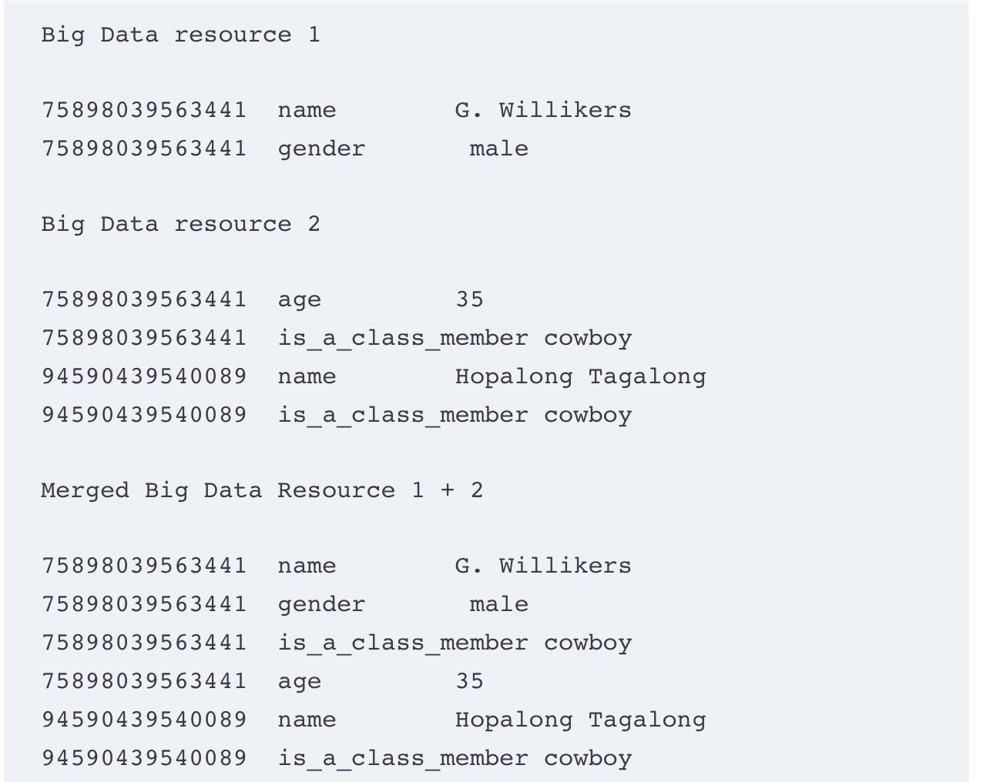 Big Data resource 1
75898039563441 name G. Willikers
75898039563441 gender male
Big Data resource 2
75898039563441 age 35
75898039563441 is_a_class_member cowboy
94590439540089 name Hopalong Tagalong
94590439540089 is_a_class_member cowboy
Merged Big Data Resource 1 + 2
75898039563441 name G. Willikers
75898039563441 gender male
75898039563441 is_a_class_member cowboy
75898039563441 age 35
94590439540089 name Hopalong Tagalong
94590439540089 is_a_class_member cowboy